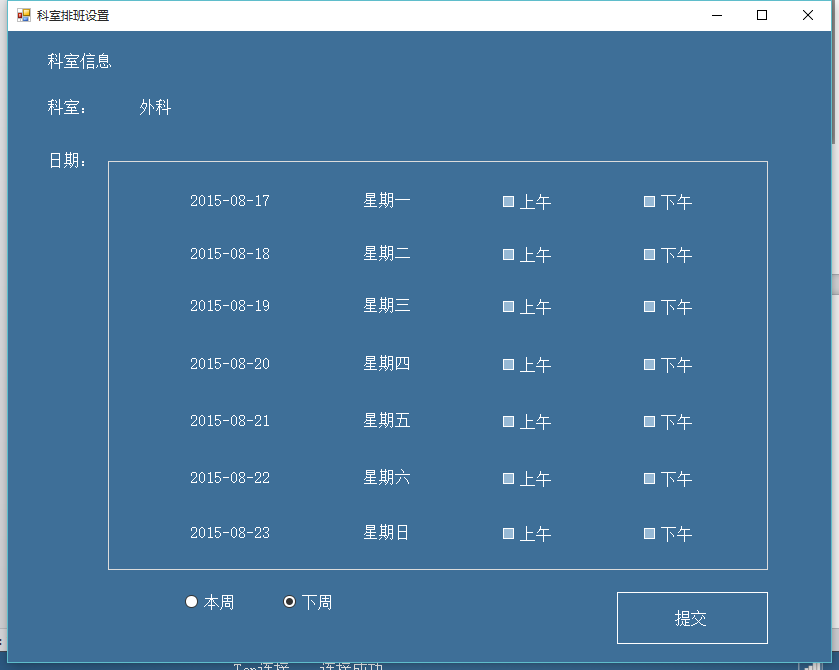 科室排班设置
科室信息
科室： 外科
日期：
2015-08-17 星期一 上午 下午
2015-08-18 星期二 上午 下午
2015-08-19 星期三 上午 下午
2015-08-20 星期四 上午 下午
2015-08-21 星期五 上午 下午
2015-08-22 星期六 上午 下午
2015-08-23 星期日 上午 下午
本周 下周
提交
Tcp连接 连接成功